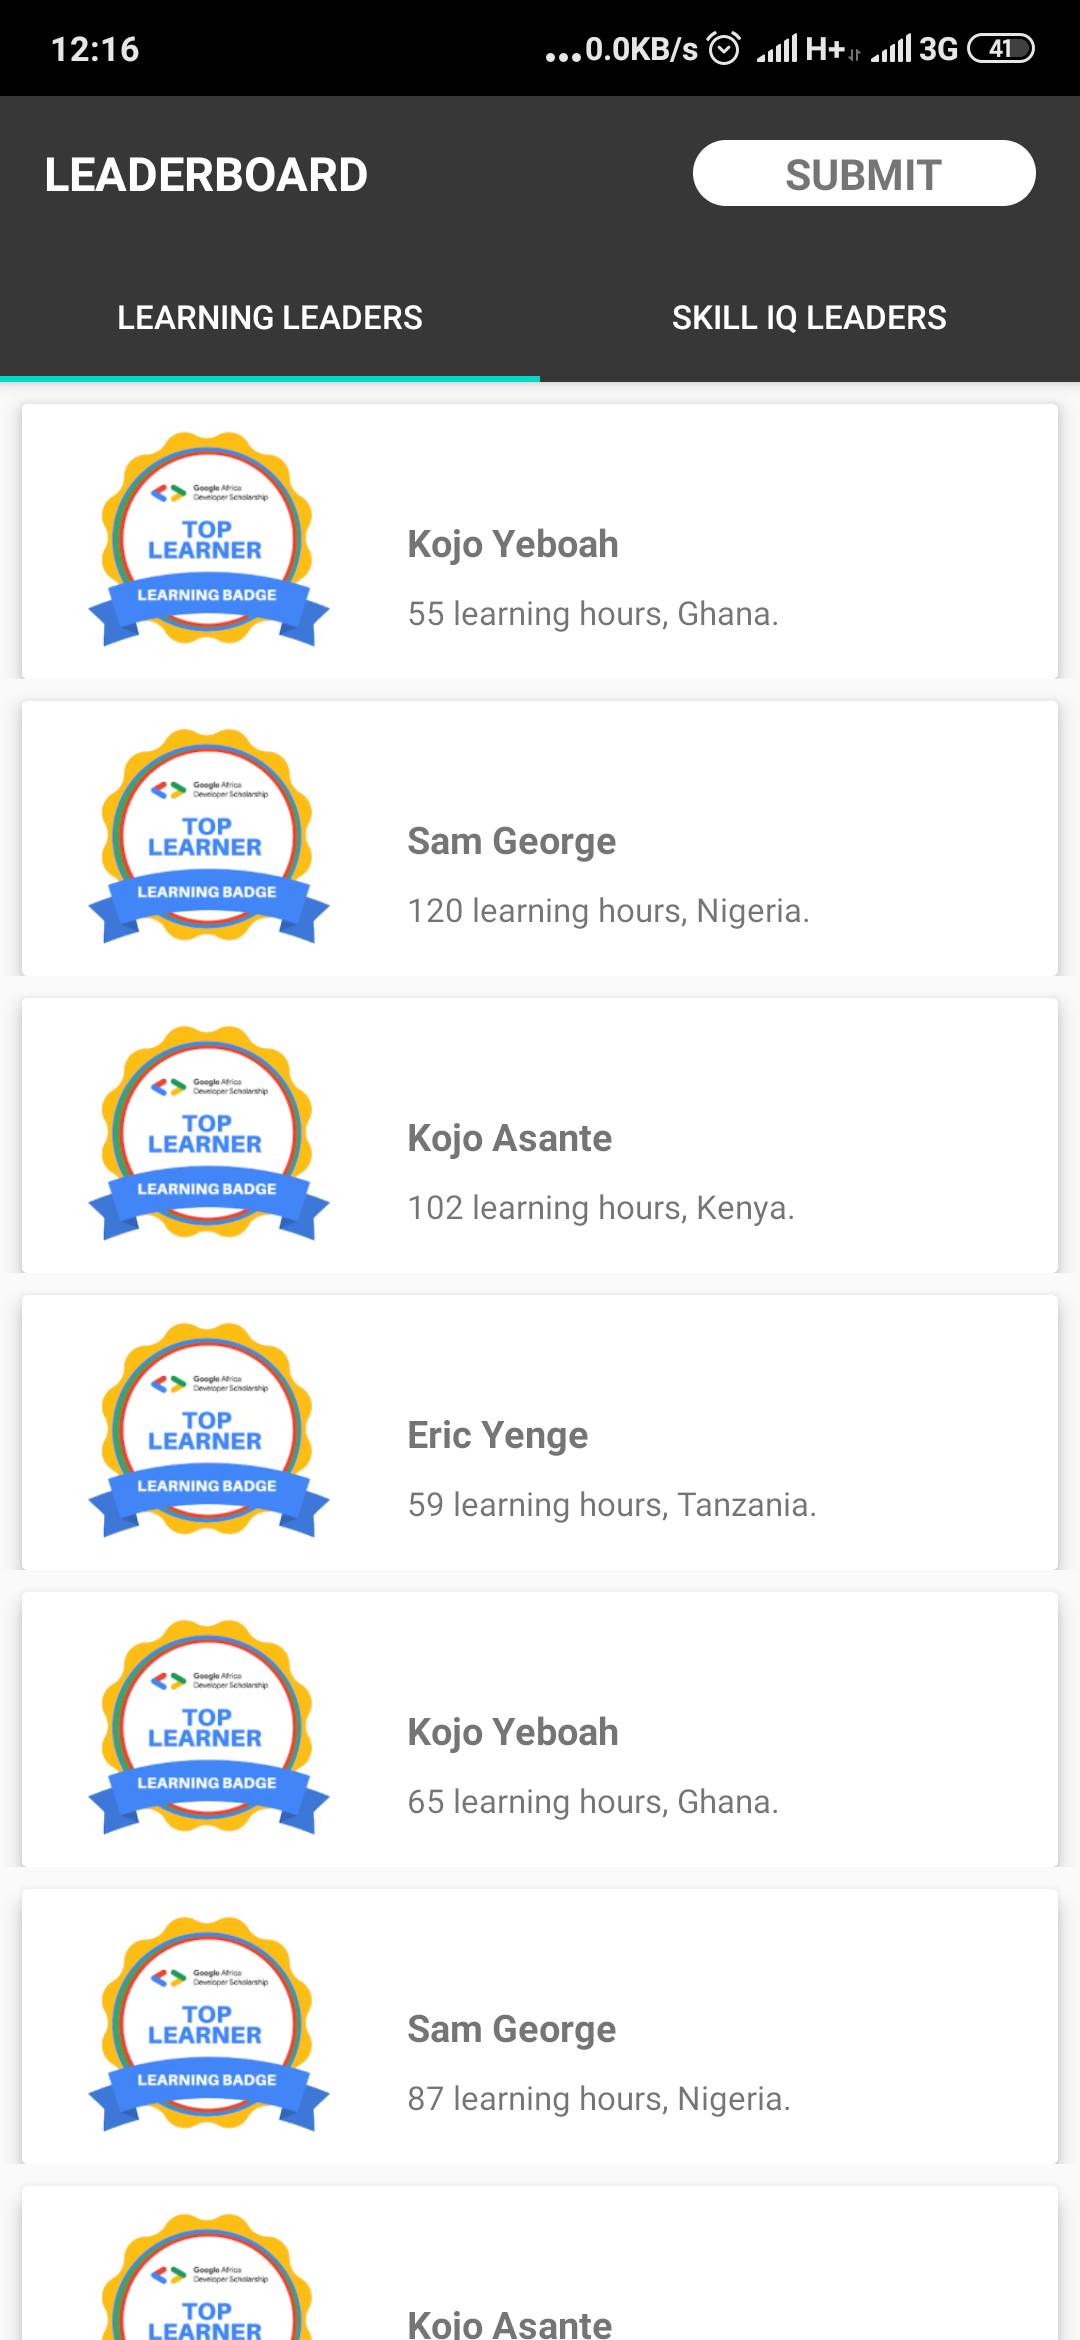 12:16
...0.0KB/s H+ 3G 41
LEADERBOARD
SUBMIT
LEARNING LEADERS
SKILL IQ LEADERS
Google Africa
Developer Scholarship
TOP
LEARNER
LEARNING BADGE
Kojo Yeboah
55 learning hours, Ghana.
Google Africa
Developer Scholarship
TOP
LEARNER
LEARNING BADGE
Sam George
120 learning hours, Nigeria.
Google Africa
Developer Scholarship
TOP
LEARNER
LEARNING BADGE
Kojo Asante
102 learning hours, Kenya.
Google Africa
Developer Scholarship
TOP
LEARNER
LEARNING BADGE
Eric Yenge
59 learning hours, Tanzania.
Google Africa
Developer Scholarship
TOP
LEARNER
LEARNING BADGE
Kojo Yeboah
65 learning hours, Ghana.
Google Africa
Developer Scholarship
TOP
LEARNER
LEARNING BADGE
Sam George
87 learning hours, Nigeria.
Google Africa
Developer Scholarship
TOP
LEARNER
Kojo Asante